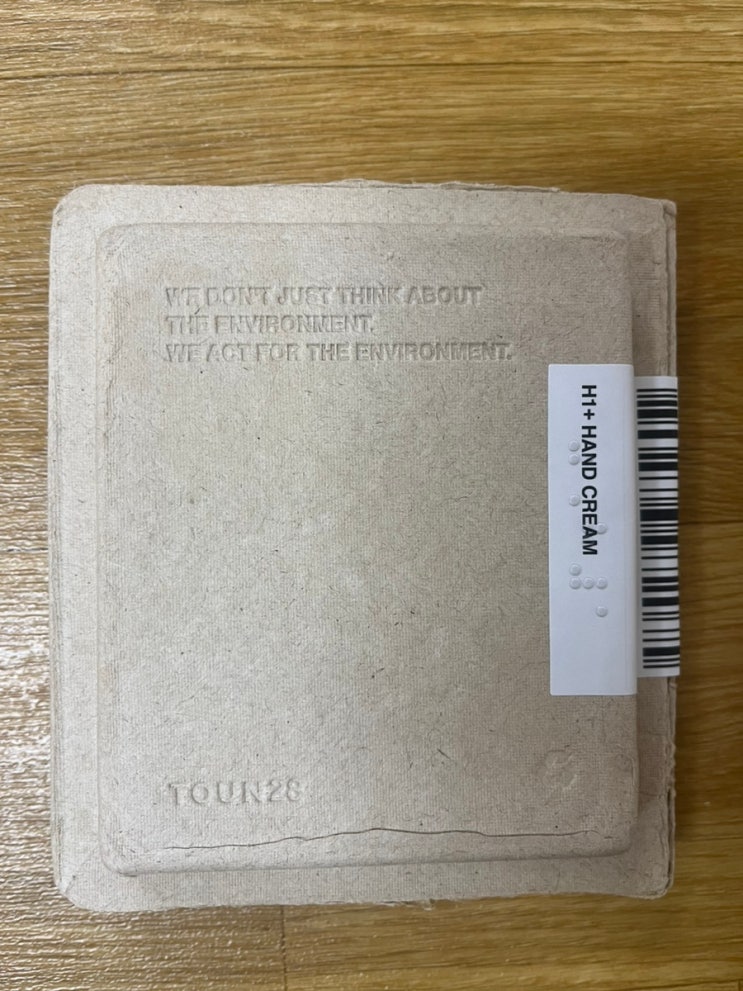 WE DON'T JUST THINK ABOUT
THE ENVIRONMENT.
WE ACT FOR THE ENVIRONMENT.
H1+ HAND CREAM
TOUN28